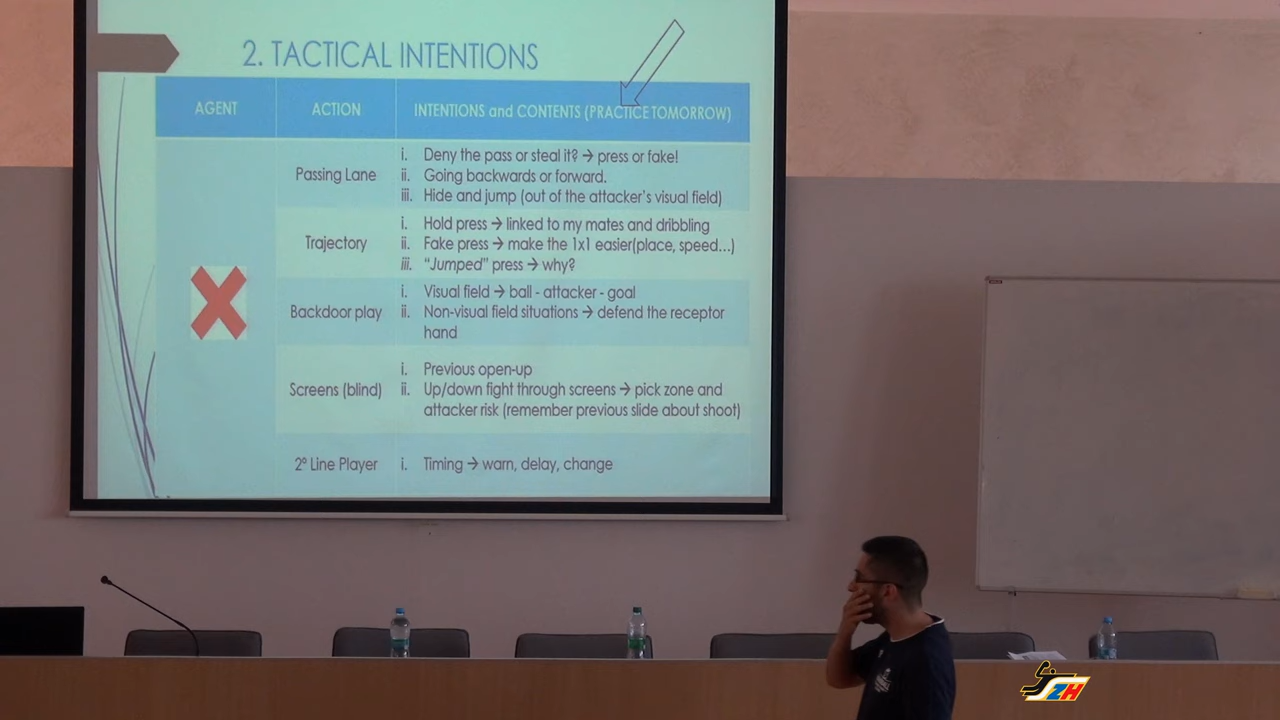 2. TACTICAL INTENTIONS
AGENT
ACTION
INTENTIONS and CONTENTS (PRACTICE TOMORROW)
Passing Lane
i. Deny the pass or steal it? → press or fake!
ii. Going backwards or forward.
iii. Hide and jump (out of the attacker's visual field)
Trajectory
i. Hold press → linked to my mates and dribbling
ii. Fake press → make the 1x1 easier(place, speed...)
iii. "Jumped" press → why?
Backdoor play
i. Visual field → ball - attacker - goal
ii. Non-visual field situations → defend the receptor
hand
Screens (blind)
i. Previous open-up
ii. Up/down fight through screens → pick zone and
attacker risk (remember previous slide about shoot)
2º Line Player
i. Timing → warn, delay, change
ZH